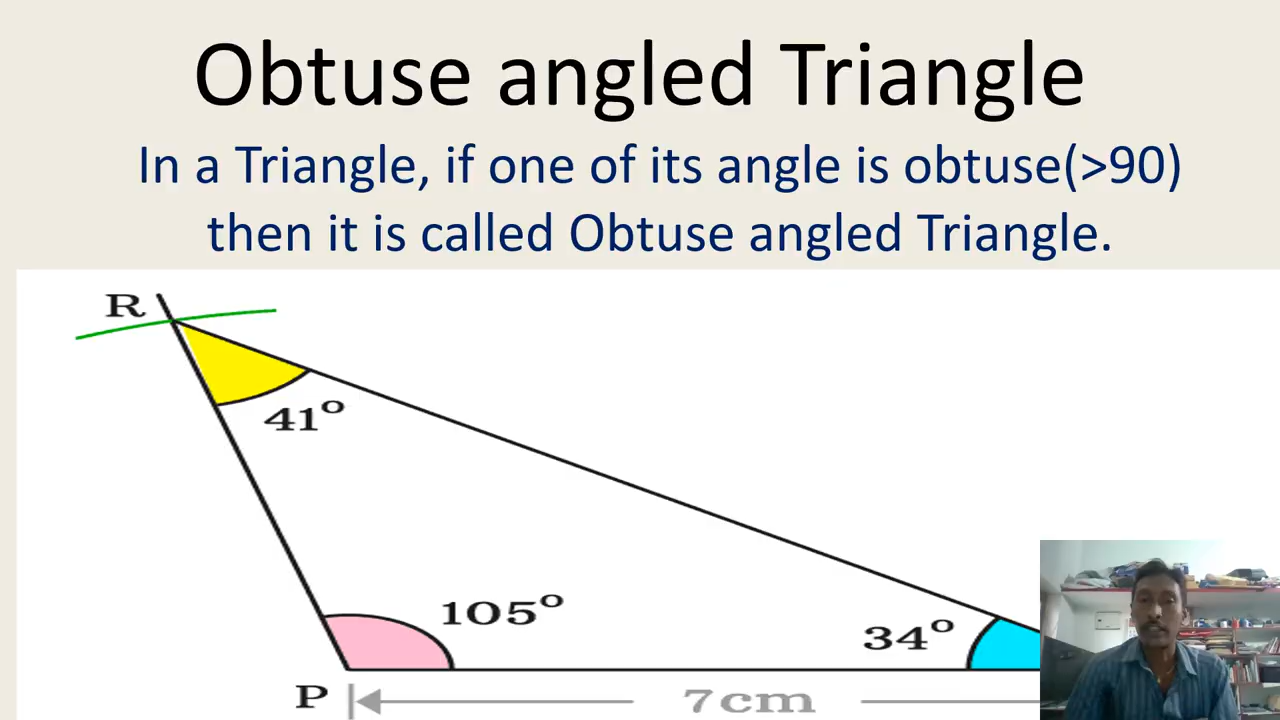 Obtuse angled Triangle
In a Triangle, if one of its angle is obtuse(>90)
then it is called Obtuse angled Triangle.
R
41°
105°
34°
P
7cm